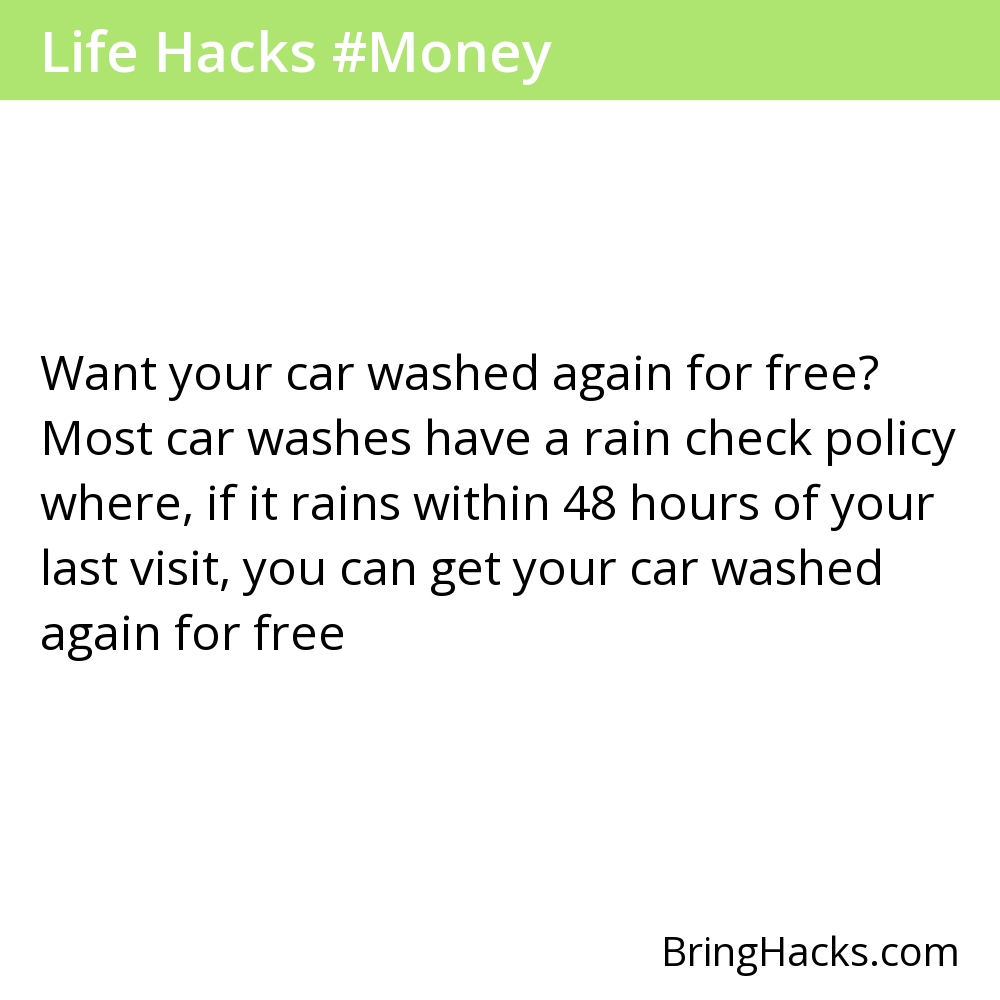 Life Hacks #Money
Want your car washed again for free?
Most car washes have a rain check policy
where, if it rains within 48 hours of your
last visit, you can get your car washed
again for free
BringHacks.com